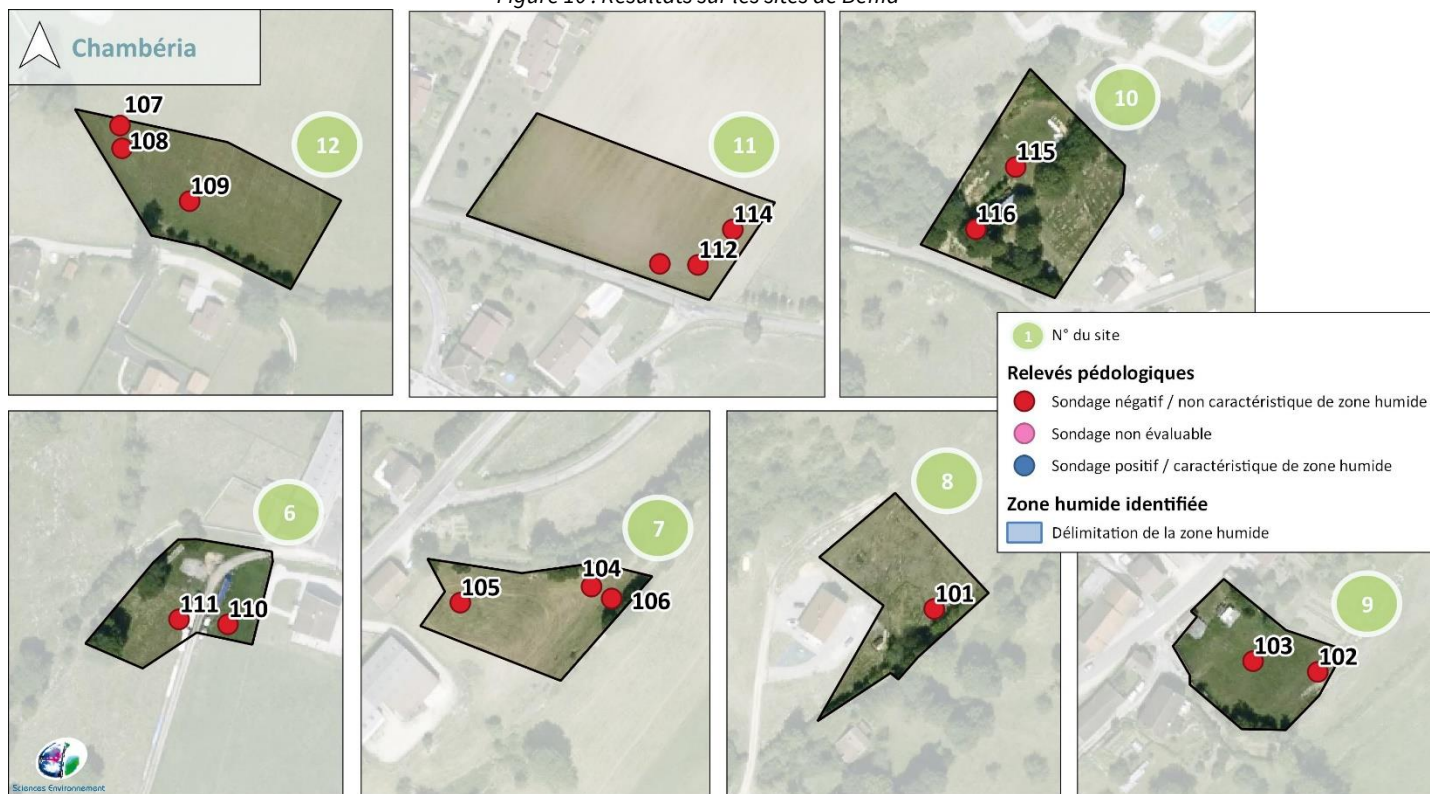 Figure 10 : Résultats sur les sites de Beffia
Chambéria
107
108
109
12
11
114
112
10
115
116
1 N° du site
Relevés pédologiques
Sondage négatif / non caractéristique de zone humide
Sondage non évaluable
Sondage positif / caractéristique de zone humide
Zone humide identifiée
Délimitation de la zone humide
6
111
110
7
105
104
106
8
101
9
103
102
Sciences Environnement